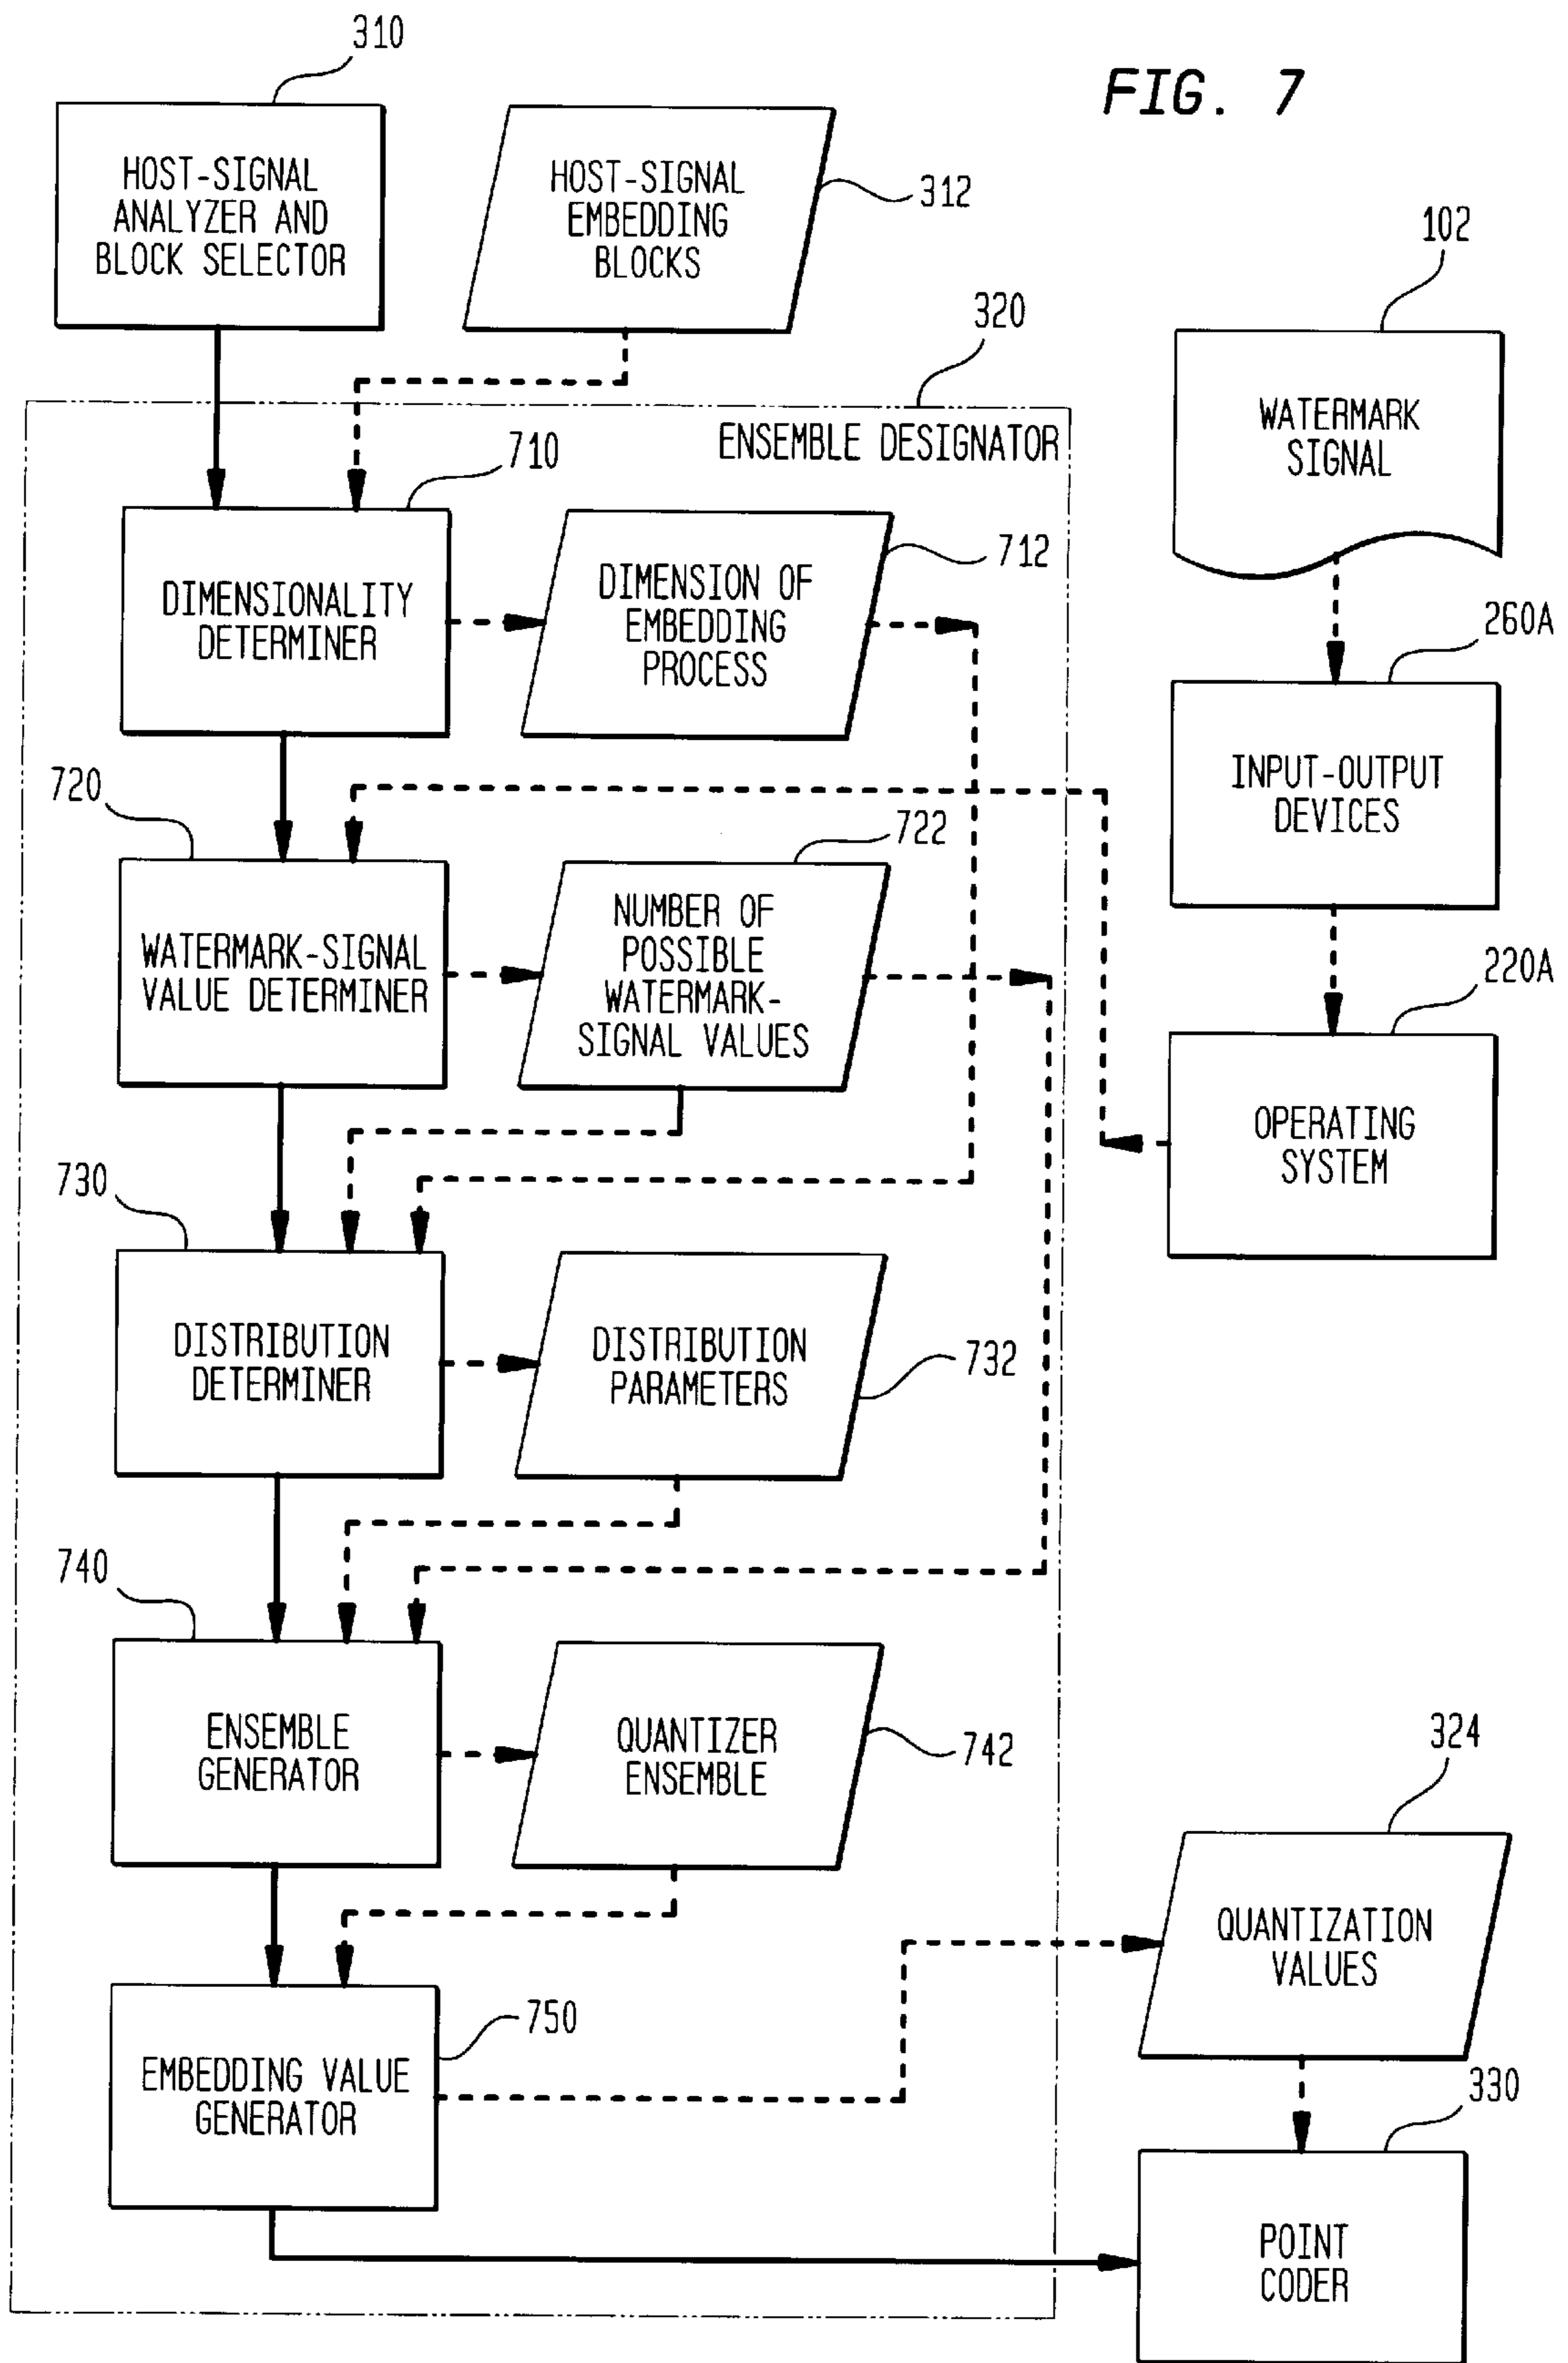 310
FIG. 7
HOST-SIGNAL
ANALYZER AND
BLOCK SELECTOR
HOST-SIGNAL
EMBEDDING
BLOCKS
312
102
320
WATERMARK
SIGNAL
ENSEMBLE DESIGNATOR
710
712
DIMENSIONALITY
DETERMINER
DIMENSION OF
EMBEDDING
PROCESS
260A
INPUT-OUTPUT
DEVICES
720
722
WATERMARK-SIGNAL
VALUE DETERMINER
NUMBER OF
POSSIBLE
WATERMARK-
SIGNAL VALUES
220A
OPERATING
SYSTEM
730
DISTRIBUTION
DETERMINER
DISTRIBUTION
PARAMETERS
732
740
ENSEMBLE
GENERATOR
QUANTIZER
ENSEMBLE
742
324
QUANTIZATION
VALUES
750
EMBEDDING VALUE
GENERATOR
330
POINT
CODER